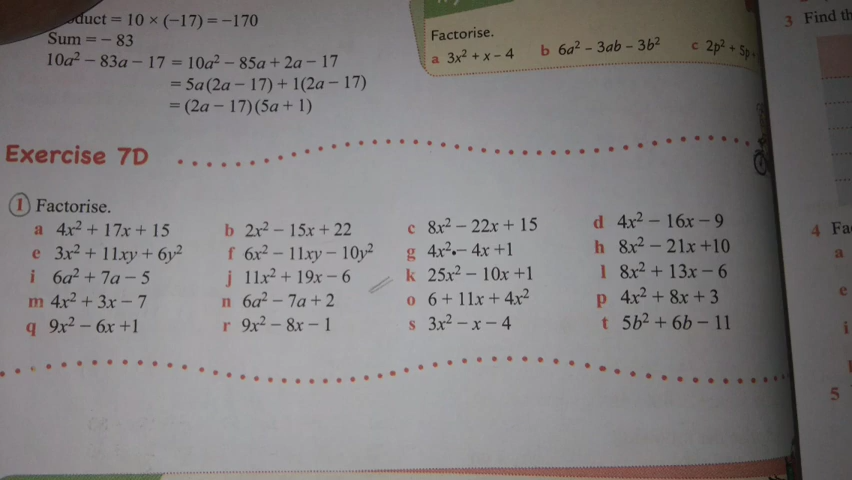 duct = 10 × (−17) = −170
Sum = − 83
10a² − 83a − 17 = 10a² − 85a + 2a − 17
= 5a(2a − 17) + 1(2a − 17)
= (2a − 17)(5a + 1)
Factorise.
a 3x² + x − 4 b 6a² − 3ab − 3b² c 2p² + 5p
3 Find th
Exercise 7D
1 Factorise.
a 4x² + 17x + 15 b 2x² − 15x + 22 c 8x² − 22x + 15 d 4x² − 16x − 9
e 3x² + 11xy + 6y² f 6x² − 11xy − 10y² g 4x² − 4x +1 h 8x² − 21x +10
i 6a² + 7a − 5 j 11x² + 19x − 6 k 25x² − 10x +1 l 8x² + 13x − 6
m 4x² + 3x − 7 n 6a² − 7a + 2 o 6 + 11x + 4x² p 4x² + 8x + 3
q 9x² − 6x +1 r 9x² − 8x − 1 s 3x² − x − 4 t 5b² + 6b − 11
4 Fa
a
e
i
5